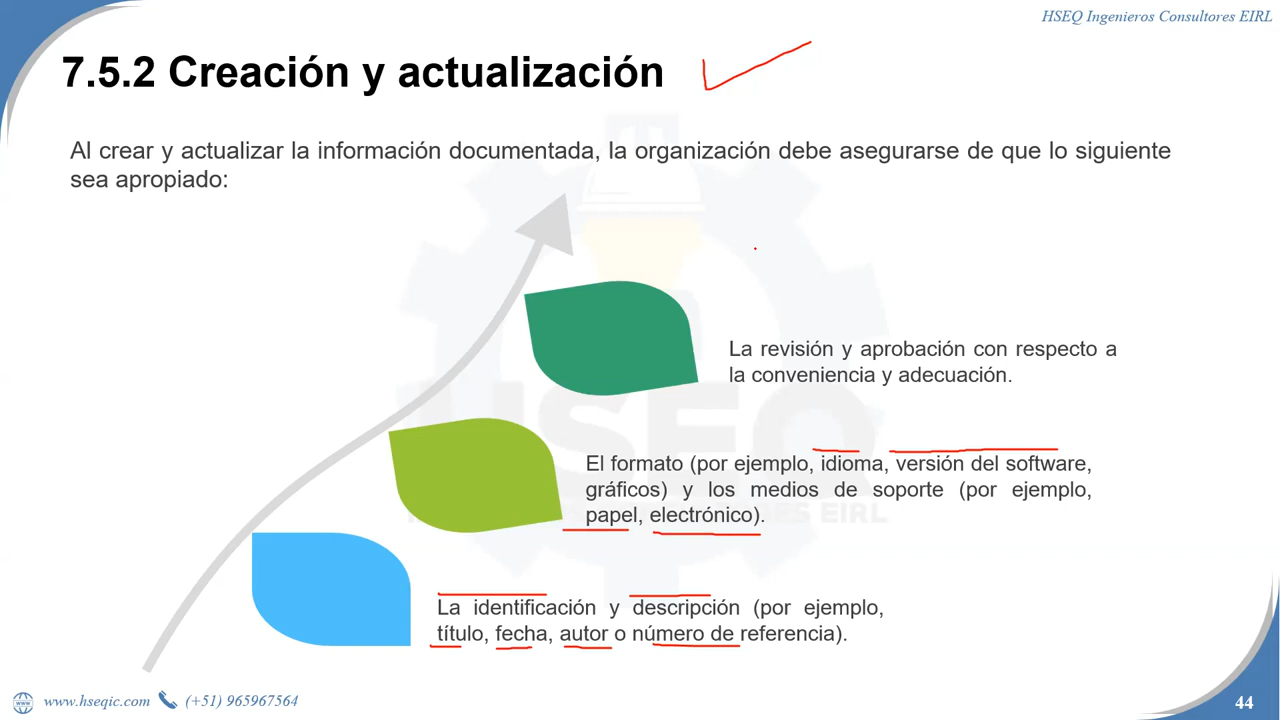 HSEQ Ingenieros Consultores EIRL
7.5.2 Creación y actualización
Al crear y actualizar la información documentada, la organización debe asegurarse de que lo siguiente
sea apropiado:
La revisión y aprobación con respecto a
la conveniencia y adecuación.
El formato (por ejemplo, idioma, versión del software,
gráficos) y los medios de soporte (por ejemplo,
papel, electrónico).
La identificación y descripción (por ejemplo,
título, fecha, autor o número de referencia).
www.hseqic.com (+51) 965967564
44